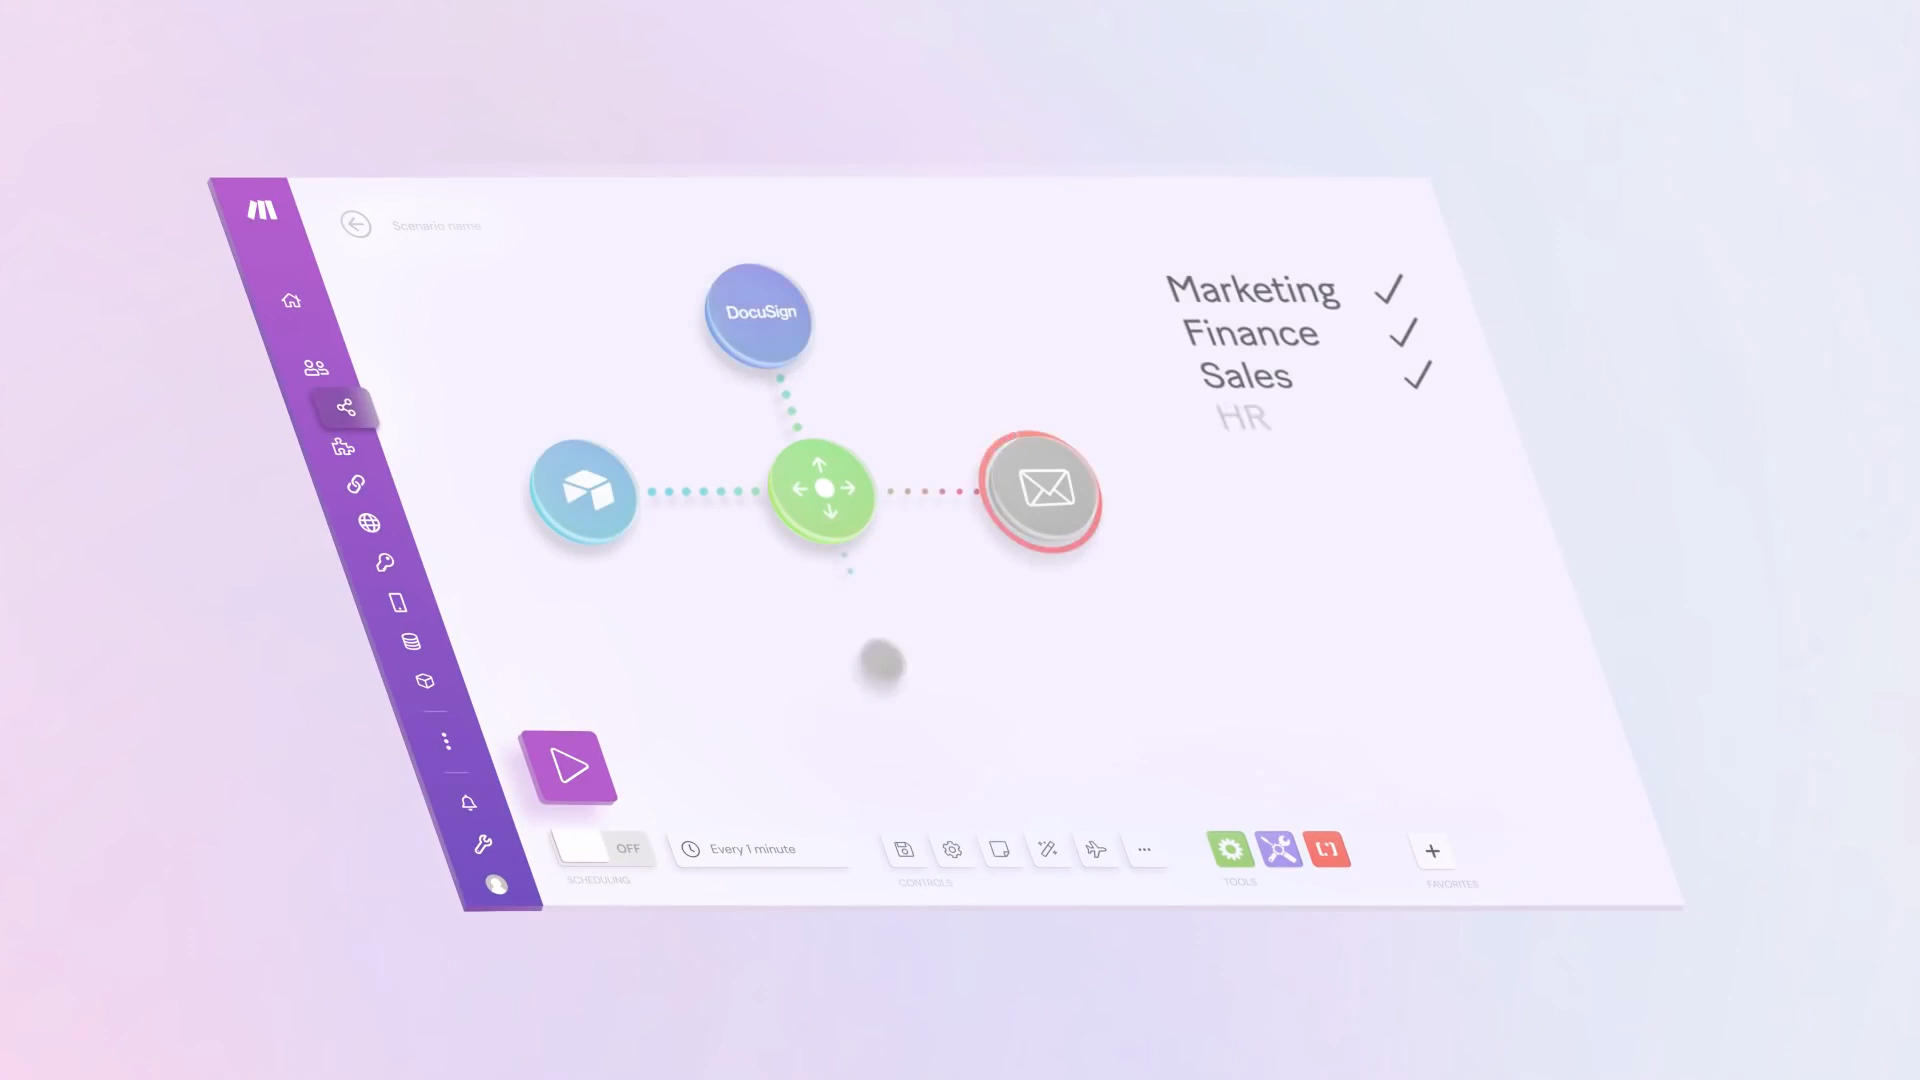 Scenario name
DocuSign
Marketing
Finance
Sales
HR
OFF
Every 1 minute
SCHEDULING
CONTROLS
TOOLS
FAVORITES